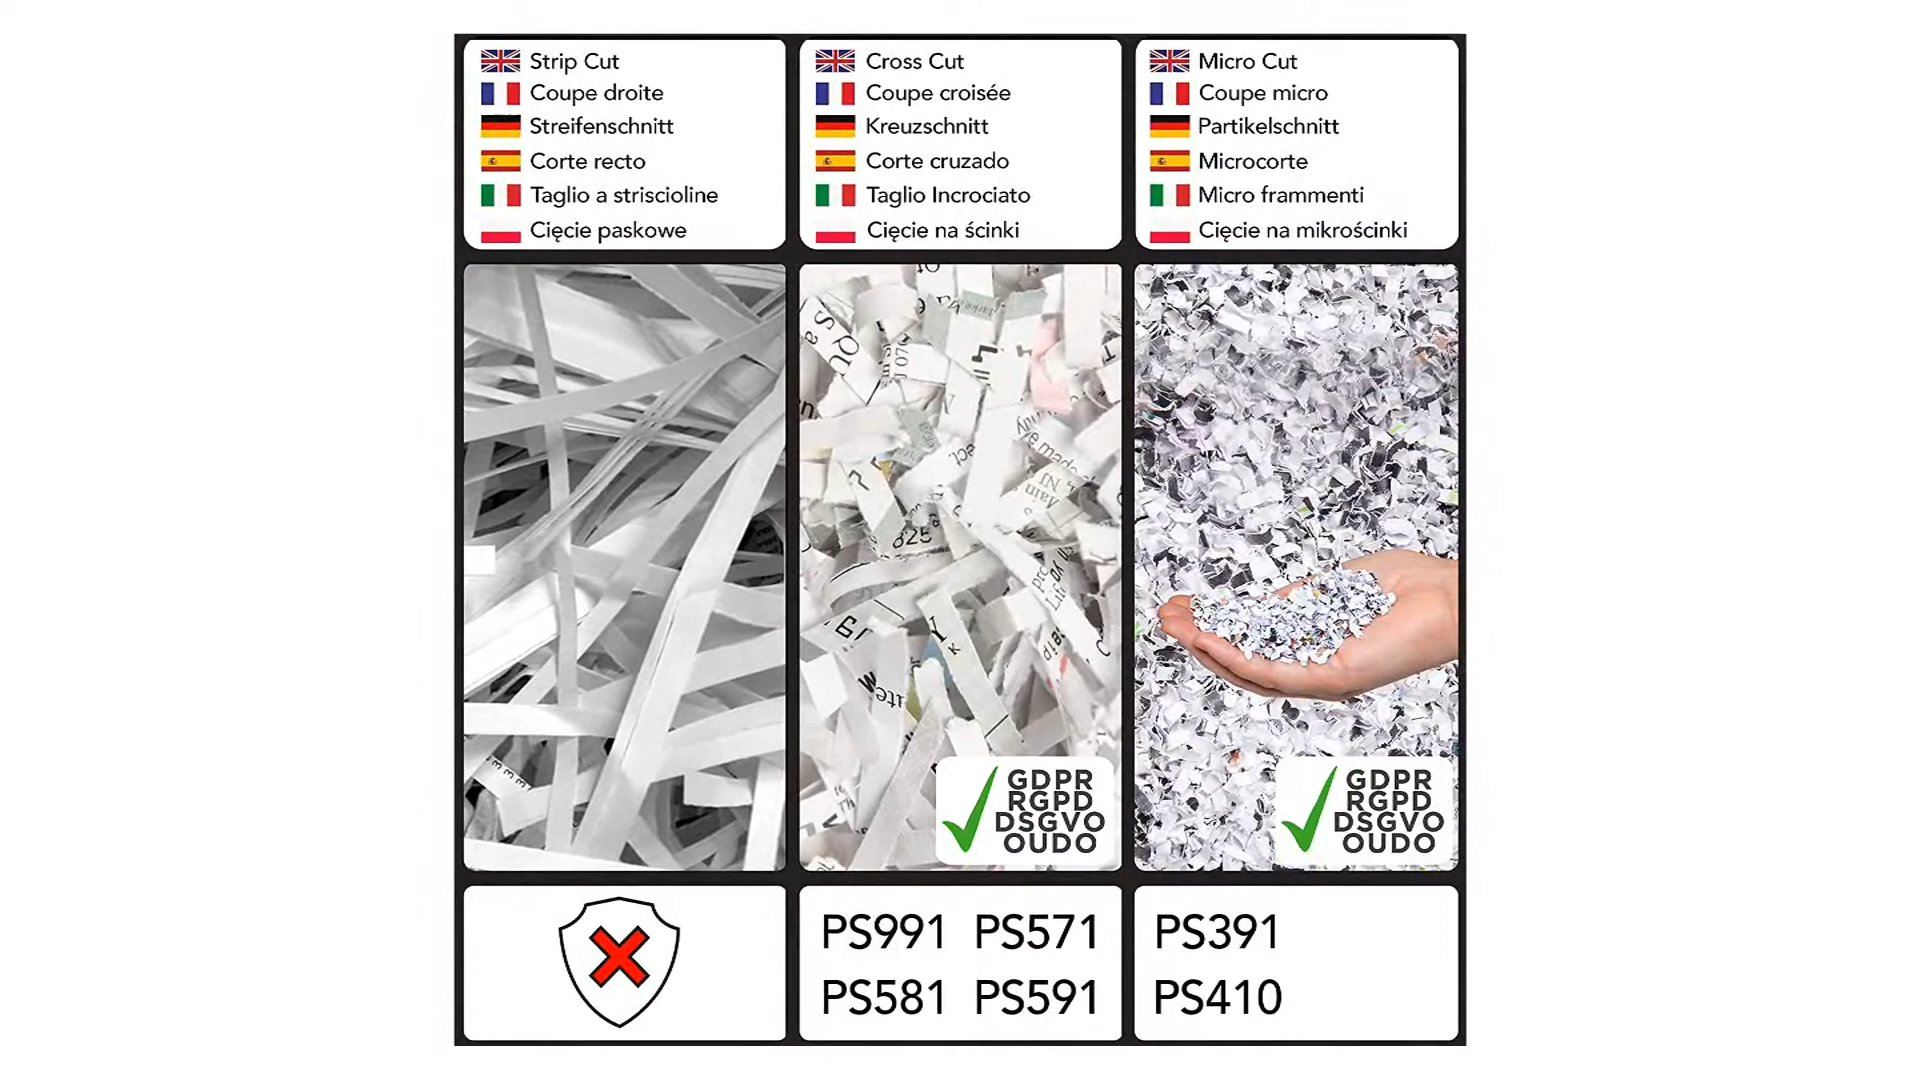 Strip Cut
Coupe droite
Streifenschnitt
Corte recto
Taglio a striscioline
Cięcie paskowe
Cross Cut
Coupe croisée
Kreuzschnitt
Corte cruzado
Taglio Incrociato
Cięcie na ścinki
Micro Cut
Coupe micro
Partikelschnitt
Microcorte
Micro frammenti
Cięcie na mikrościnki
825
GDPR
RGPD
DSGVO
OUDO
GDPR
RGPD
DSGVO
OUDO
PS991 PS571
PS581 PS591
PS391
PS410